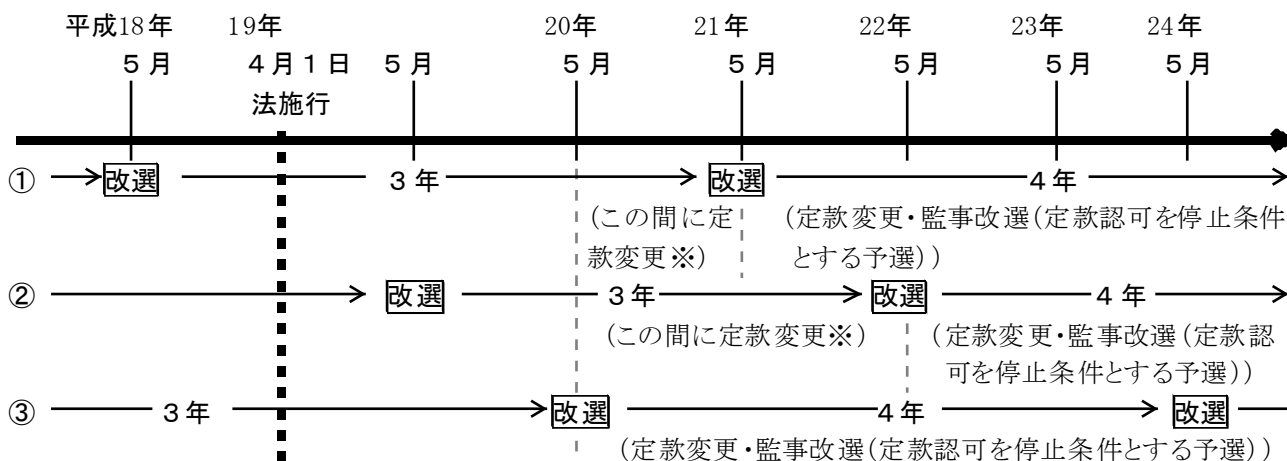 平成18年 19年 20年 21年 22年 23年 24年
5月 4月1日 5月 5月 5月 5月 5月 5月
法施行
① 改選 3年 改選 4年
(この間に定 (定款変更・監事改選(定款認可を停止条件
款変更※) とする予選))
② 改選 3年 改選 4年
(この間に定款変更※) (定款変更・監事改選(定款認
可を停止条件とする予選))
③ 3年 改選 4年 改選
(定款変更・監事改選(定款認可を停止条件とする予選))